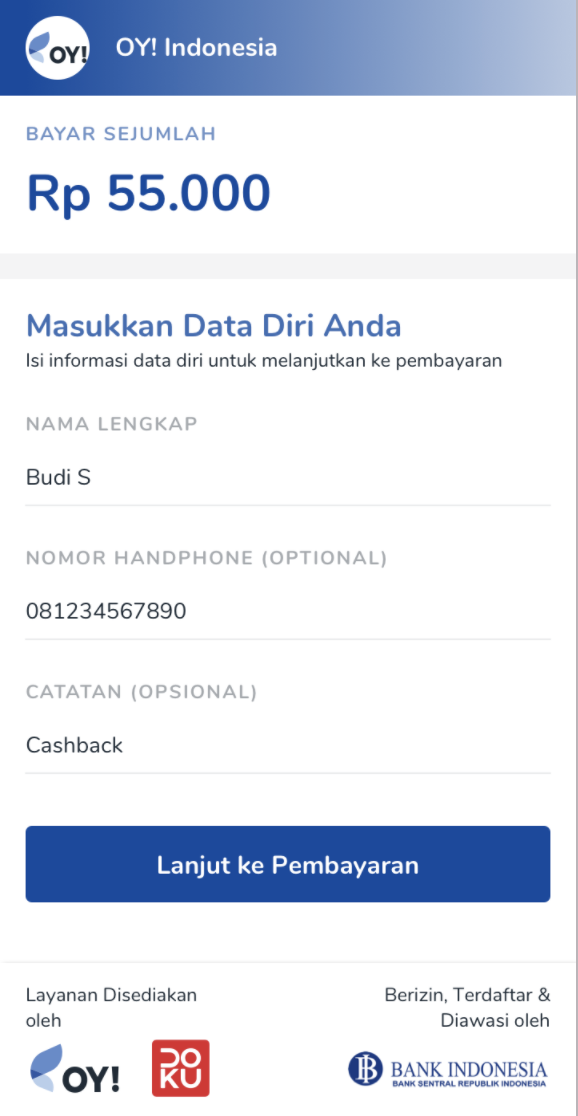 OY!
OY! Indonesia
BAYAR SEJUMLAH
Rp 55.000
Masukkan Data Diri Anda
Isi informasi data diri untuk melanjutkan ke pembayaran
NAMA LENGKAP
Budi S
NOMOR HANDPHONE (OPTIONAL)
081234567890
CATATAN (OPSIONAL)
Cashback
Lanjut ke Pembayaran
Layanan Disediakan
oleh
OY!
DO
KU
Berizin, Terdaftar &
Diawasi oleh
BANK INDONESIA
BANK SENTRAL REPUBLIK INDONESIA